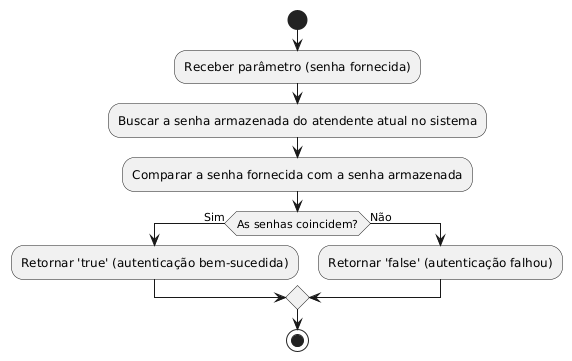 Receber parâmetro (senha fornecida)
Buscar a senha armazenada do atendente atual no sistema
Comparar a senha fornecida com a senha armazenada
Sim
As senhas coincidem?
Não
Retornar 'true' (autenticação bem-sucedida)
Retornar 'false' (autenticação falhou)